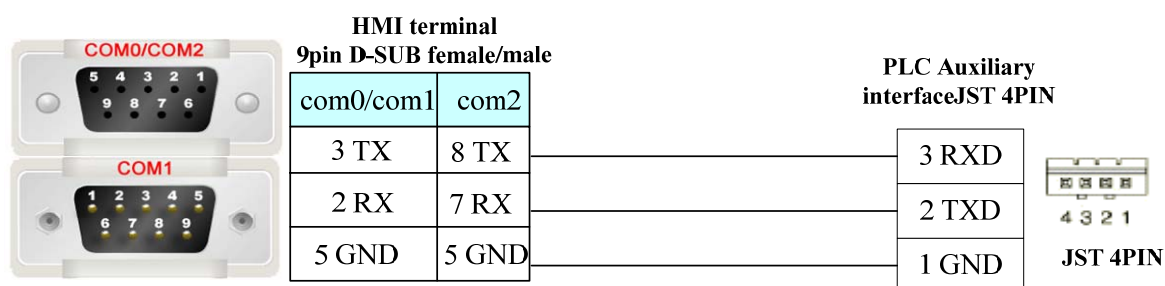 COM0/COM2
5 4 3 2 1
9 8 7 6
COM1
1 2 3 4 5
6 7 8 9
HMI terminal
9pin D-SUB female/male
com0/com1 com2
3 TX 8 TX
2 RX 7 RX
5 GND 5 GND
PLC Auxiliary
interfaceJST 4PIN
3 RXD
2 TXD
1 GND
4 3 2 1
JST 4PIN